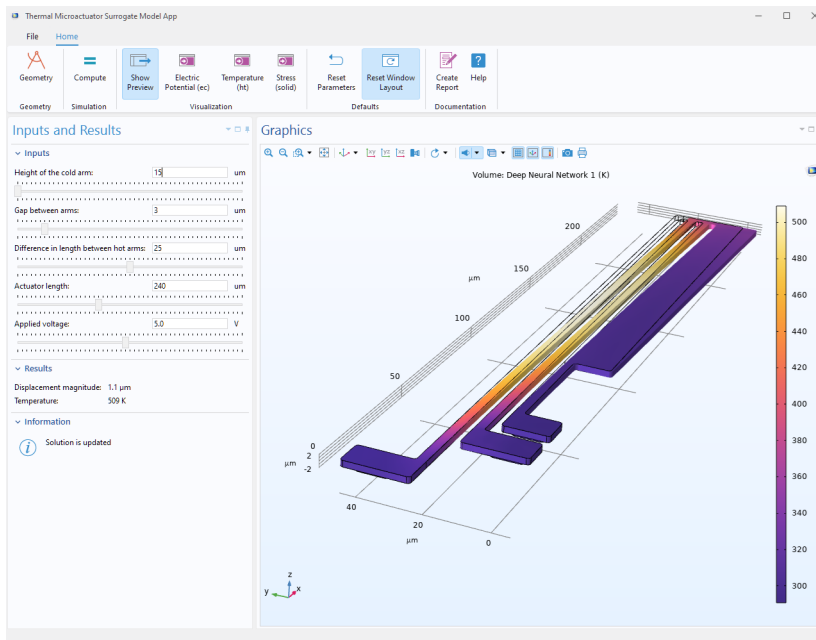 Thermal Microactuator Surrogate Model App
File Home
Geometry
Compute
Show Preview
Electric Potential (ec)
Temperature (ht)
Stress (solid)
Reset Parameters
Reset Window Layout
Create Report
Help
Geometry Simulation Visualization Defaults Documentation
Inputs and Results
Inputs
Height of the cold arm: 15 um
Gap between arms: 3 um
Difference in length between hot arms: 25 um
Actuator length: 240 um
Applied voltage: 5.0 V
Results
Displacement magnitude: 1.1 µm
Temperature: 509 K
Information
i Solution is updated
Graphics
xy yz xz
Volume: Deep Neural Network 1 (K)
200
150
µm
100
50
0
µm 2
-2
40
20
µm
0
z
y x
500
480
460
440
420
400
380
360
340
320
300